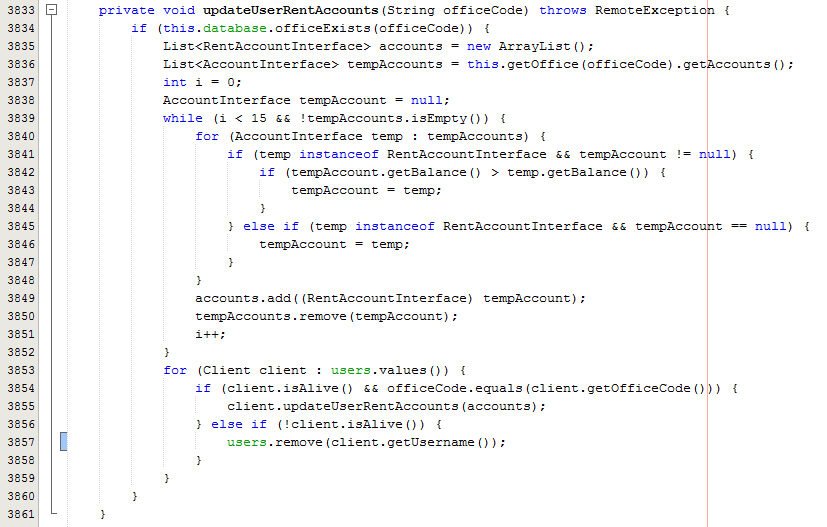 3833 private void updateUserRentAccounts(String officeCode) throws RemoteException {
3834 if (this.database.officeExists(officeCode)) {
3835 List<RentAccountInterface> accounts = new ArrayList();
3836 List<AccountInterface> tempAccounts = this.getOffice(officeCode).getAccounts();
3837 int i = 0;
3838 AccountInterface tempAccount = null;
3839 while (i < 15 && !tempAccounts.isEmpty()) {
3840 for (AccountInterface temp : tempAccounts) {
3841 if (temp instanceof RentAccountInterface && tempAccount != null) {
3842 if (tempAccount.getBalance() > temp.getBalance()) {
3843 tempAccount = temp;
3844 }
3845 } else if (temp instanceof RentAccountInterface && tempAccount == null) {
3846 tempAccount = temp;
3847 }
3848 }
3849 accounts.add((RentAccountInterface) tempAccount);
3850 tempAccounts.remove(tempAccount);
3851 i++;
3852 }
3853 for (Client client : users.values()) {
3854 if (client.isAlive() && officeCode.equals(client.getOfficeCode())) {
3855 client.updateUserRentAccounts(accounts);
3856 } else if (!client.isAlive()) {
3857 users.remove(client.getUsername());
3858 }
3859 }
3860 }
3861 }